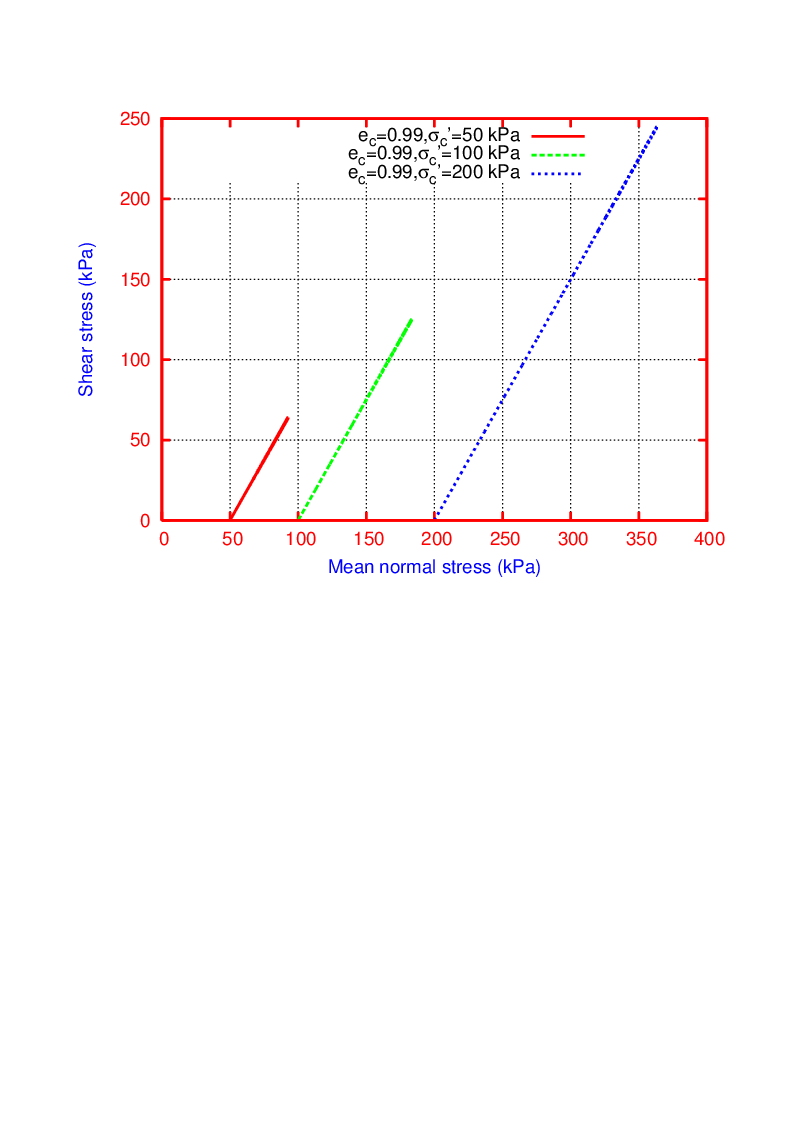 250
200
150
100
50
0
0 50 100 150 200 250 300 350 400
Shear stress (kPa)
Mean normal stress (kPa)
e_c=0.99,σ_c'=50 kPa
e_c=0.99,σ_c'=100 kPa
e_c=0.99,σ_c'=200 kPa